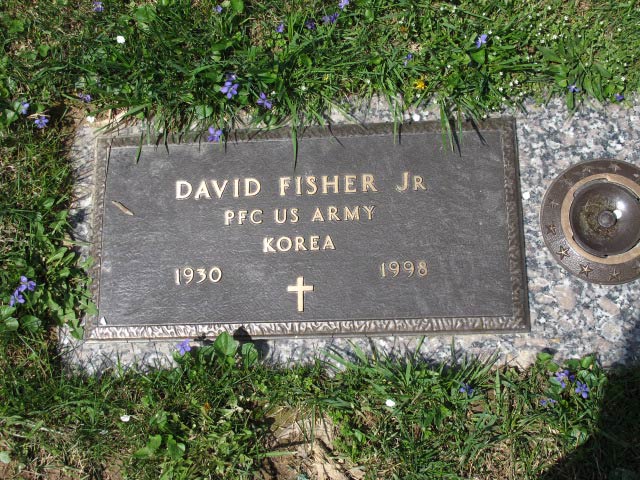 DAVID FISHER JR
PFC US ARMY
KOREA
1930 1998